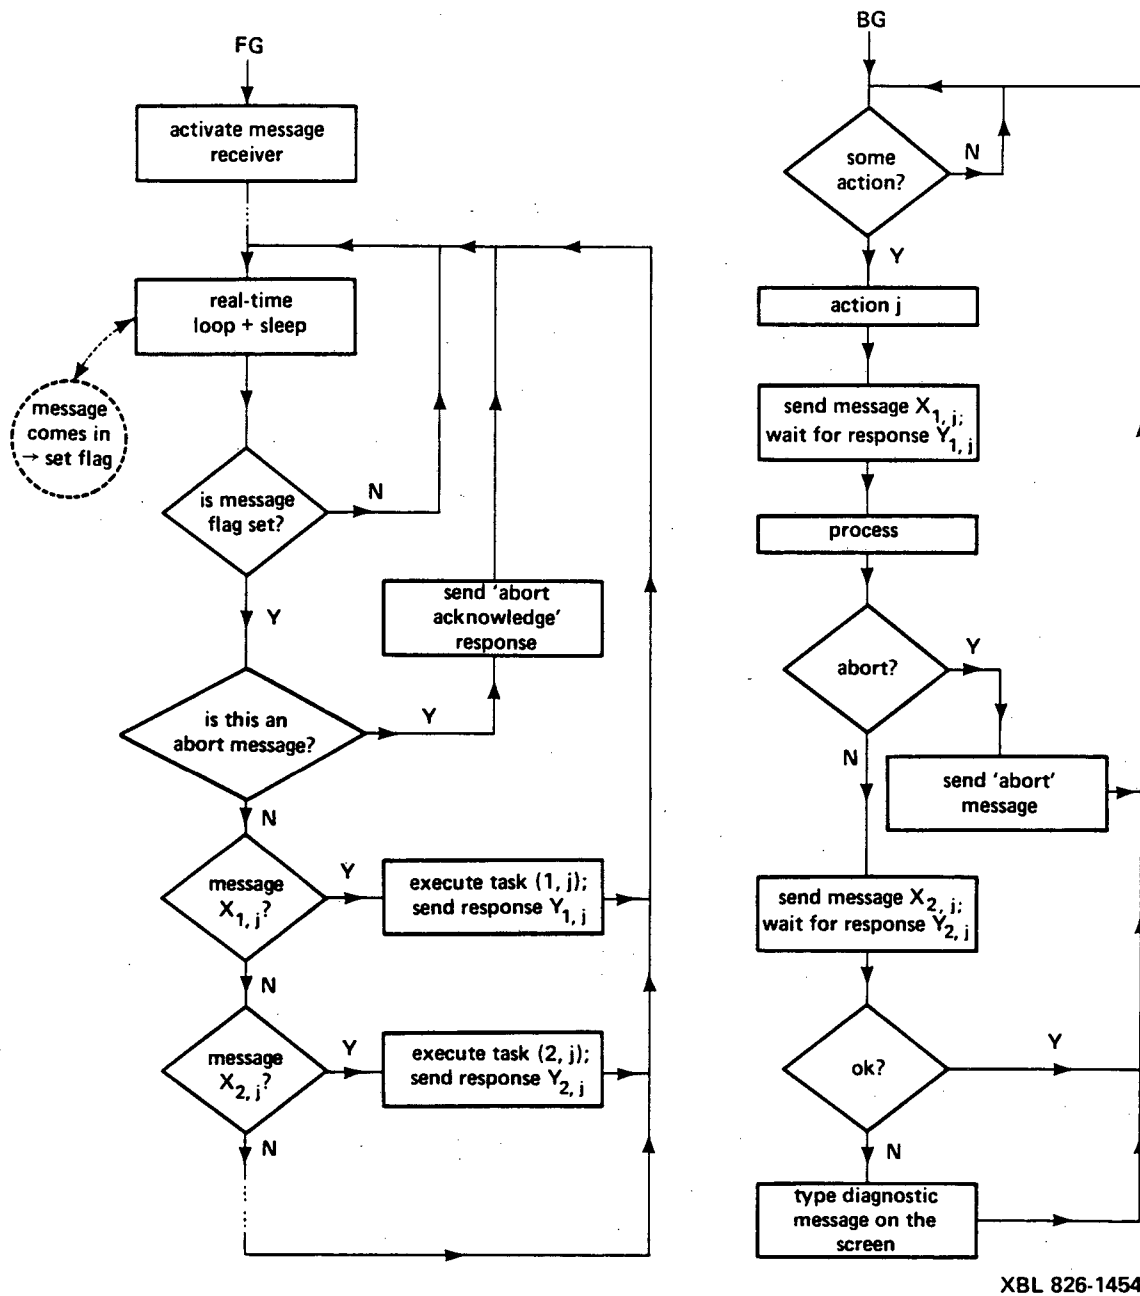 FG
activate message
receiver
real-time
loop + sleep
message
comes in
→ set flag
is message
flag set?
N
Y
send 'abort
acknowledge'
response
is this an
abort message?
Y
N
message
X1, j?
Y
execute task (1, j);
send response Y1, j
N
message
X2, j?
Y
execute task (2, j);
send response Y2, j
N
BG
some
action?
N
Y
action j
send message X1, j;
wait for response Y1, j
process
abort?
Y
N
send 'abort'
message
send message X2, j;
wait for response Y2, j
ok?
Y
N
type diagnostic
message on the
screen
XBL 826-1454